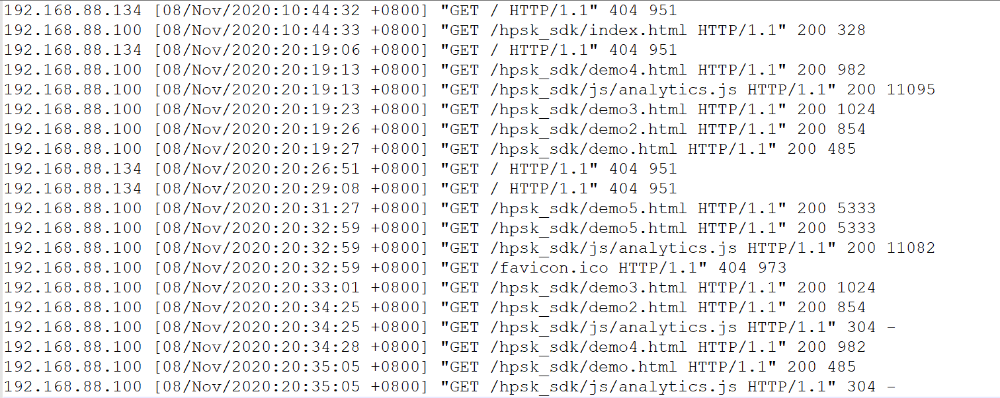 192.168.88.134 [08/Nov/2020:10:44:32 +0800] "GET / HTTP/1.1" 404 951
192.168.88.100 [08/Nov/2020:10:44:33 +0800] "GET /hpsk_sdk/index.html HTTP/1.1" 200 328
192.168.88.134 [08/Nov/2020:20:19:06 +0800] "GET / HTTP/1.1" 404 951
192.168.88.100 [08/Nov/2020:20:19:13 +0800] "GET /hpsk_sdk/demo4.html HTTP/1.1" 200 982
192.168.88.100 [08/Nov/2020:20:19:13 +0800] "GET /hpsk_sdk/js/analytics.js HTTP/1.1" 200 11095
192.168.88.100 [08/Nov/2020:20:19:23 +0800] "GET /hpsk_sdk/demo3.html HTTP/1.1" 200 1024
192.168.88.100 [08/Nov/2020:20:19:26 +0800] "GET /hpsk_sdk/demo2.html HTTP/1.1" 200 854
192.168.88.100 [08/Nov/2020:20:19:27 +0800] "GET /hpsk_sdk/demo.html HTTP/1.1" 200 485
192.168.88.134 [08/Nov/2020:20:26:51 +0800] "GET / HTTP/1.1" 404 951
192.168.88.134 [08/Nov/2020:20:29:08 +0800] "GET / HTTP/1.1" 404 951
192.168.88.100 [08/Nov/2020:20:31:27 +0800] "GET /hpsk_sdk/demo5.html HTTP/1.1" 200 5333
192.168.88.100 [08/Nov/2020:20:32:59 +0800] "GET /hpsk_sdk/demo5.html HTTP/1.1" 200 5333
192.168.88.100 [08/Nov/2020:20:32:59 +0800] "GET /hpsk_sdk/js/analytics.js HTTP/1.1" 200 11082
192.168.88.100 [08/Nov/2020:20:32:59 +0800] "GET /favicon.ico HTTP/1.1" 404 973
192.168.88.100 [08/Nov/2020:20:33:01 +0800] "GET /hpsk_sdk/demo3.html HTTP/1.1" 200 1024
192.168.88.100 [08/Nov/2020:20:34:25 +0800] "GET /hpsk_sdk/demo2.html HTTP/1.1" 200 854
192.168.88.100 [08/Nov/2020:20:34:25 +0800] "GET /hpsk_sdk/js/analytics.js HTTP/1.1" 304 -
192.168.88.100 [08/Nov/2020:20:34:28 +0800] "GET /hpsk_sdk/demo4.html HTTP/1.1" 200 982
192.168.88.100 [08/Nov/2020:20:35:05 +0800] "GET /hpsk_sdk/demo.html HTTP/1.1" 200 485
192.168.88.100 [08/Nov/2020:20:35:05 +0800] "GET /hpsk_sdk/js/analytics.js HTTP/1.1" 304 -